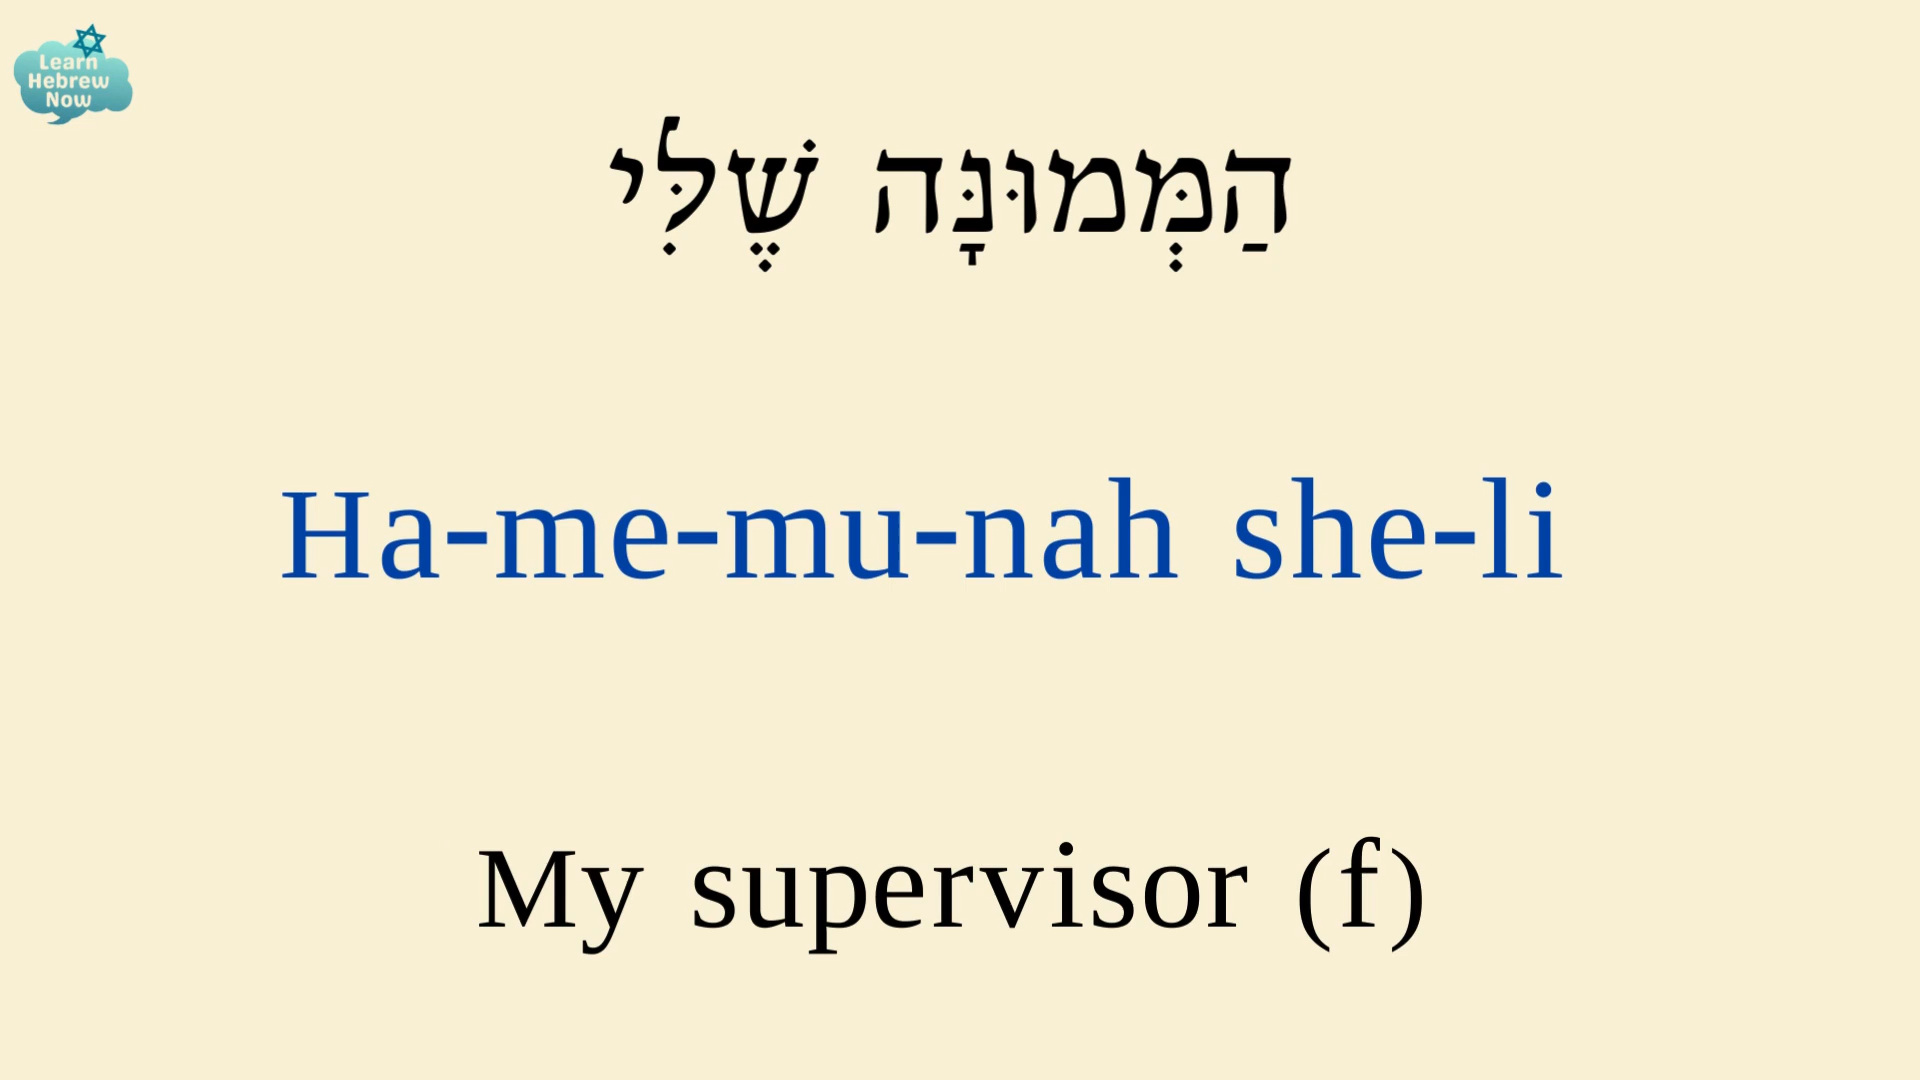 Learn
Hebrew
Now
הַמְּמוּנָּה שֶׁלִּי
Ha-me-mu-nah she-li
My supervisor (f)